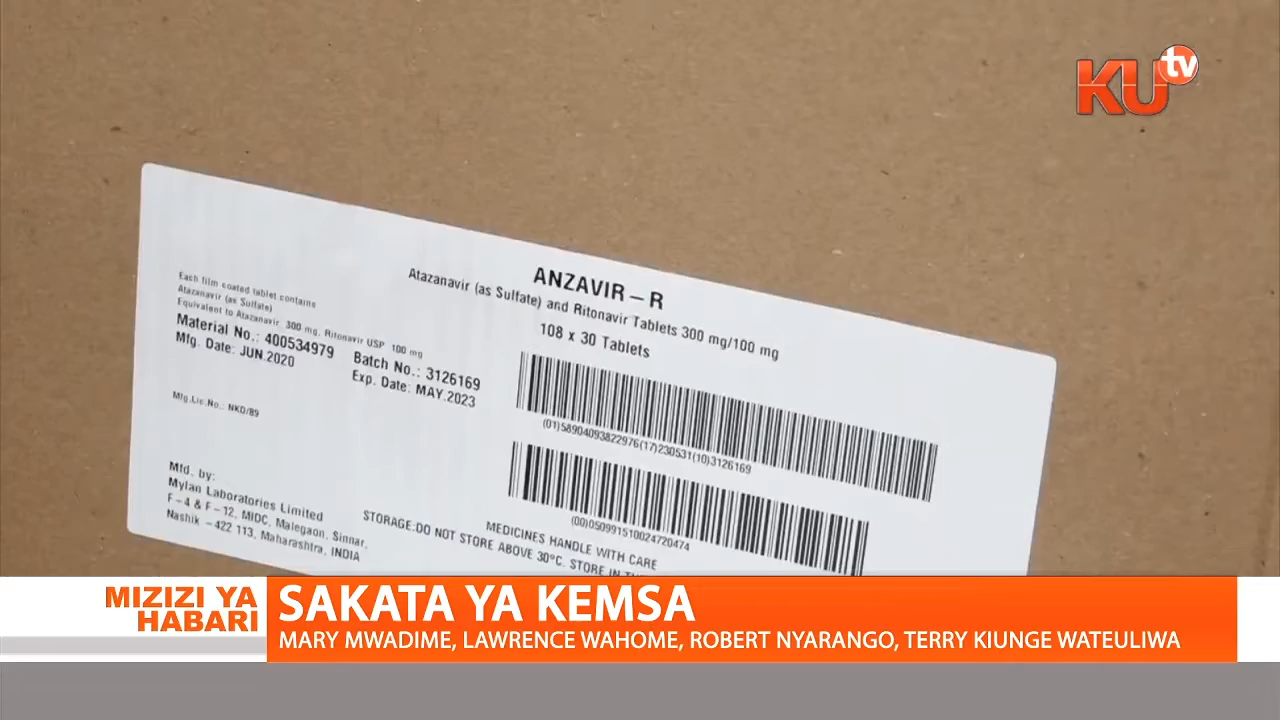 KU tv
ANZAVIR – R
Atazanavir (as Sulfate) and Ritonavir Tablets 300 mg/100 mg
108 x 30 Tablets
Each film coated tablet contains
Atazanavir (as Sulfate)
Equivalent to Atazanavir 300 mg, Ritonavir USP 100 mg
Material No.: 400534979 Batch No.: 3126169
Mfg. Date: JUN.2020 Exp. Date: MAY.2023
Mfg.Lic.No.: NKD/89
(01)58904093822976(17)230531(10)3126169
(00)050991510024720474
Mfd. by:
Mylan Laboratories Limited
F – 4 & F – 12, MIDC, Malegaon, Sinnar,
Nashik – 422 113, Maharashtra, INDIA
MEDICINES HANDLE WITH CARE
STORAGE:DO NOT STORE ABOVE 30°C. STORE IN
MIZIZI YA
HABARI
SAKATA YA KEMSA
MARY MWADIME, LAWRENCE WAHOME, ROBERT NYARANGO, TERRY KIUNGE WATEULIWA